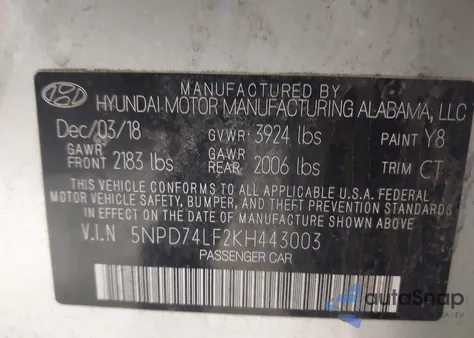 MANUFACTURED BY
HYUNDAI MOTOR MANUFACTURING ALABAMA, LLC
Dec/03/18 GVWR 3924 lbs PAINT Y8
GAWR FRONT 2183 lbs GAWR REAR 2006 lbs TRIM CT
THIS VEHICLE CONFORMS TO ALL APPLICABLE U.S.A. FEDERAL
MOTOR VEHICLE SAFETY, BUMPER, AND THEFT PREVENTION STANDARDS
IN EFFECT ON THE DATE OF MANUFACTURE SHOWN ABOVE.
V.I.N 5NPD74LF2KH443003
PASSENGER CAR
autoSnap